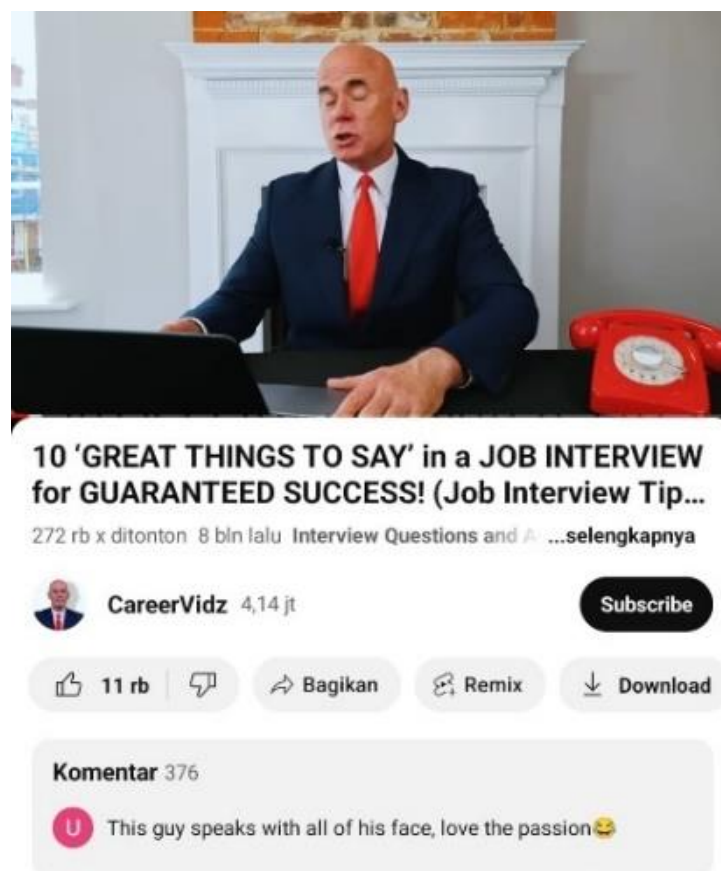 10 ‘GREAT THINGS TO SAY’ in a JOB INTERVIEW
for GUARANTEED SUCCESS! (Job Interview Tip...
272 rb x ditonton 8 bln lalu Interview Questions and A ...selengkapnya
CareerVidz 4,14 jt
Subscribe
11 rb
Bagikan
Remix
Download
Komentar 376
U
This guy speaks with all of his face, love the passion😂